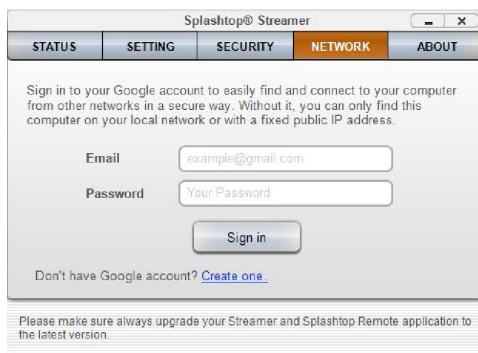 Splashtop® Streamer
STATUS SETTING SECURITY NETWORK ABOUT
Sign in to your Google account to easily find and connect to your computer
from other networks in a secure way. Without it, you can only find this
computer on your local network or with a fixed public IP address.
Email example@gmail.com
Password Your Password
Sign in
Don't have Google account? Create one.
Please make sure always upgrade your Streamer and Splashtop Remote application to
the latest version.